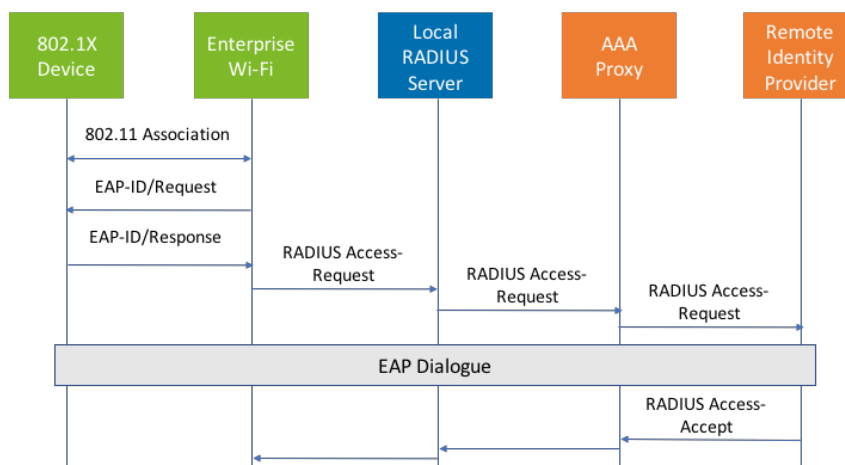 802.1X
Device
Enterprise
Wi-Fi
Local
RADIUS
Server
AAA
Proxy
Remote
Identity
Provider
802.11 Association
EAP-ID/Request
EAP-ID/Response
RADIUS Access-
Request
RADIUS Access-
Request
RADIUS Access-
Request
EAP Dialogue
RADIUS Access-
Accept